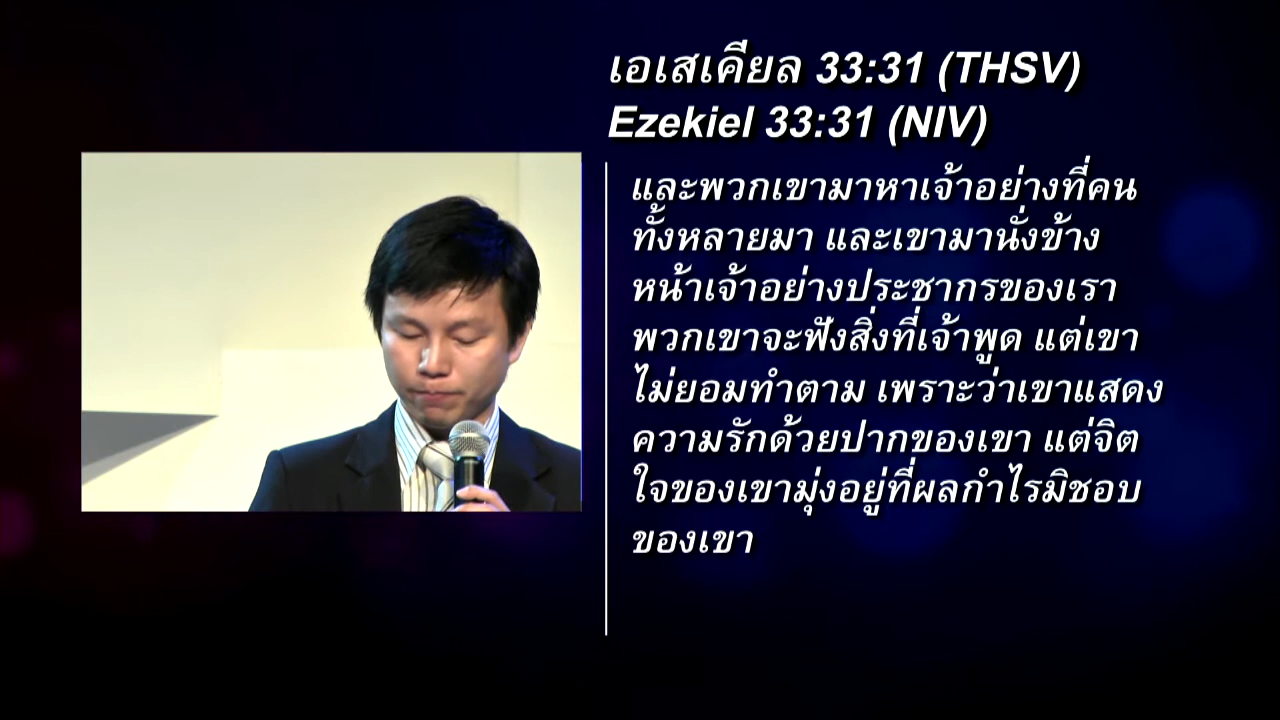 เอเสเคียล 33:31 (THSV)
Ezekiel 33:31 (NIV)
และพวกเขามาหาเจ้าอย่างที่คน
ทั้งหลายมา และเขามานั่งข้าง
หน้าเจ้าอย่างประชากรของเรา
พวกเขาจะฟังสิ่งที่เจ้าพูด แต่เขา
ไม่ยอมทำตาม เพราะว่าเขาแสดง
ความรักด้วยปากของเขา แต่จิต
ใจของเขามุ่งอยู่ที่ผลกำไรมิชอบ
ของเขา